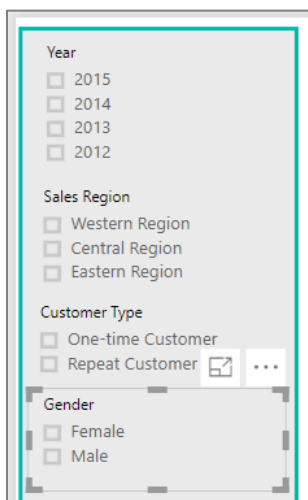 Year
2015
2014
2013
2012
Sales Region
Western Region
Central Region
Eastern Region
Customer Type
One-time Customer
Repeat Customer
Gender
Female
Male